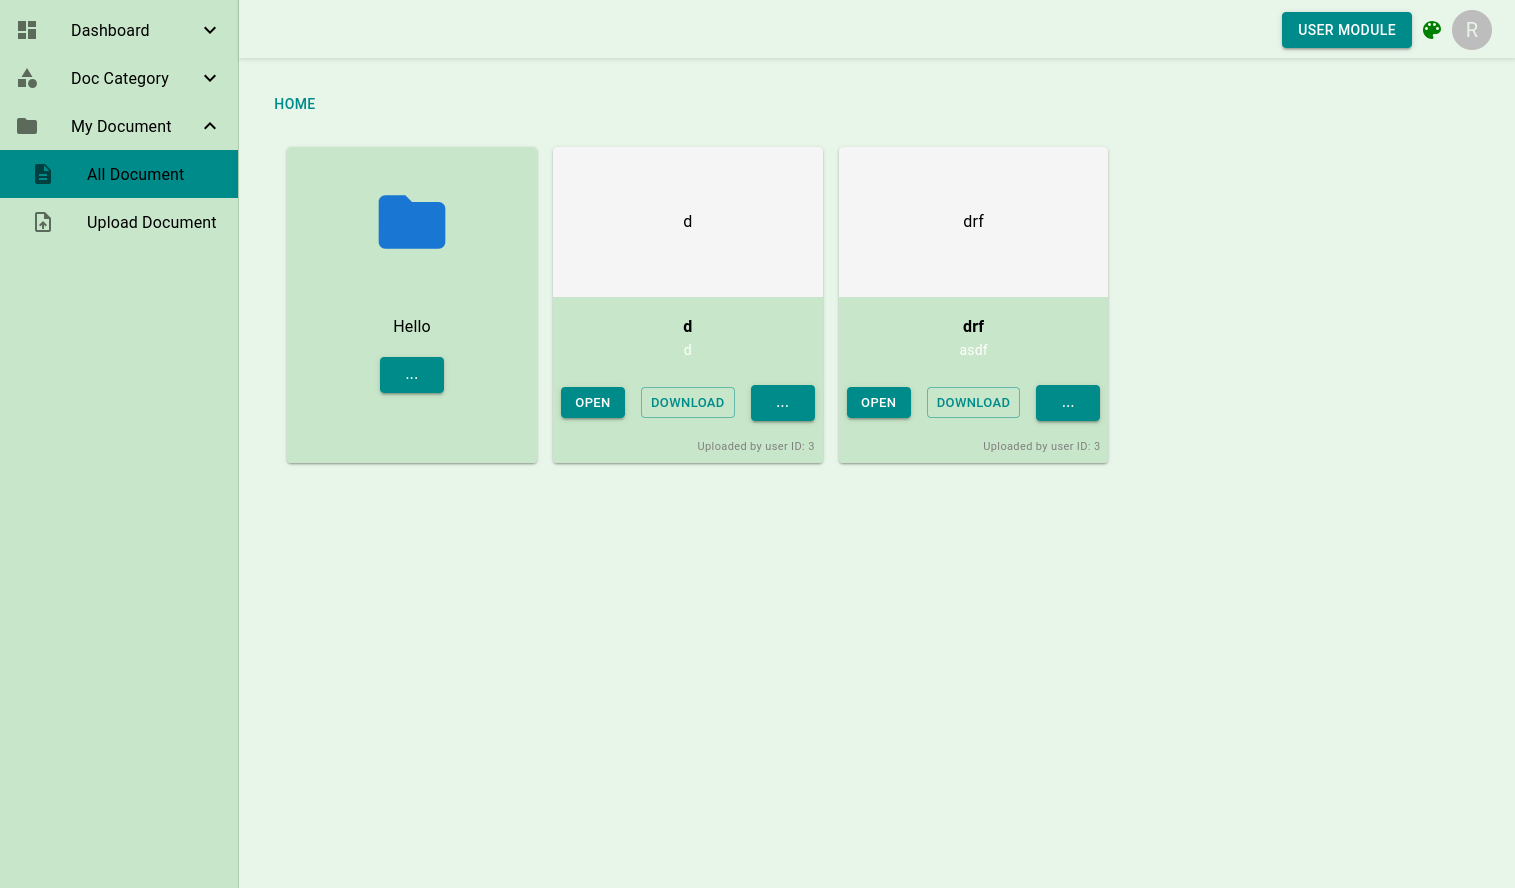 Dashboard
Doc Category
My Document
All Document
Upload Document
USER MODULE
R
HOME
Hello
...
d
d
d
OPEN
DOWNLOAD
...
Uploaded by user ID: 3
drf
drf
asdf
OPEN
DOWNLOAD
...
Uploaded by user ID: 3